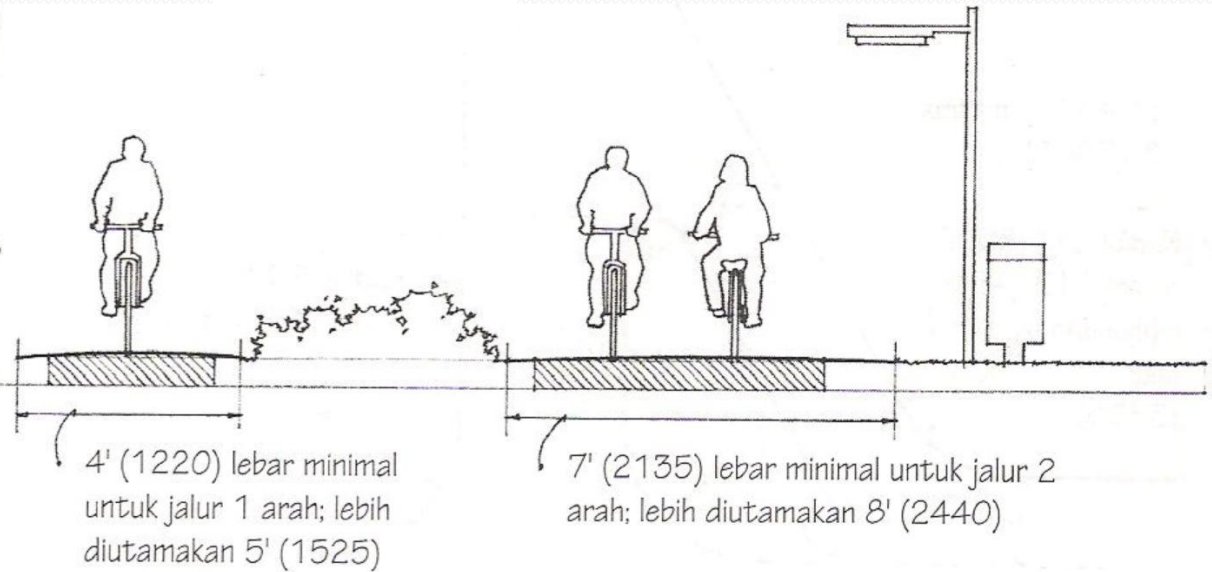 4' (1220) lebar minimal
untuk jalur 1 arah; lebih
diutamakan 5' (1525)
7' (2135) lebar minimal untuk jalur 2
arah; lebih diutamakan 8' (2440)